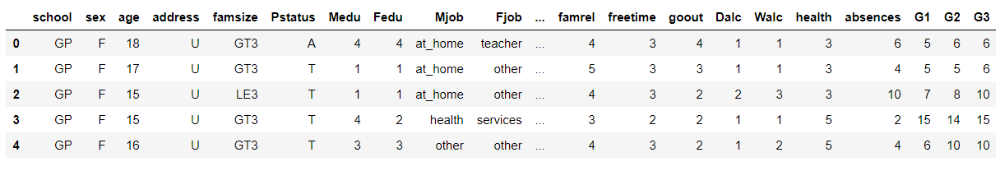 school sex age address famsize Pstatus Medu Fedu Mjob Fjob ... famrel freetime goout Dalc Walc health absences G1 G2 G3
0 GP F 18 U GT3 A 4 4 at_home teacher ... 4 3 4 1 1 3 6 5 6 6
1 GP F 17 U GT3 T 1 1 at_home other ... 5 3 3 1 1 3 4 5 5 6
2 GP F 15 U LE3 T 1 1 at_home other ... 4 3 2 2 3 3 10 7 8 10
3 GP F 15 U GT3 T 4 2 health services ... 3 2 2 1 1 5 2 15 14 15
4 GP F 16 U GT3 T 3 3 other other ... 4 3 2 1 2 5 4 6 10 10